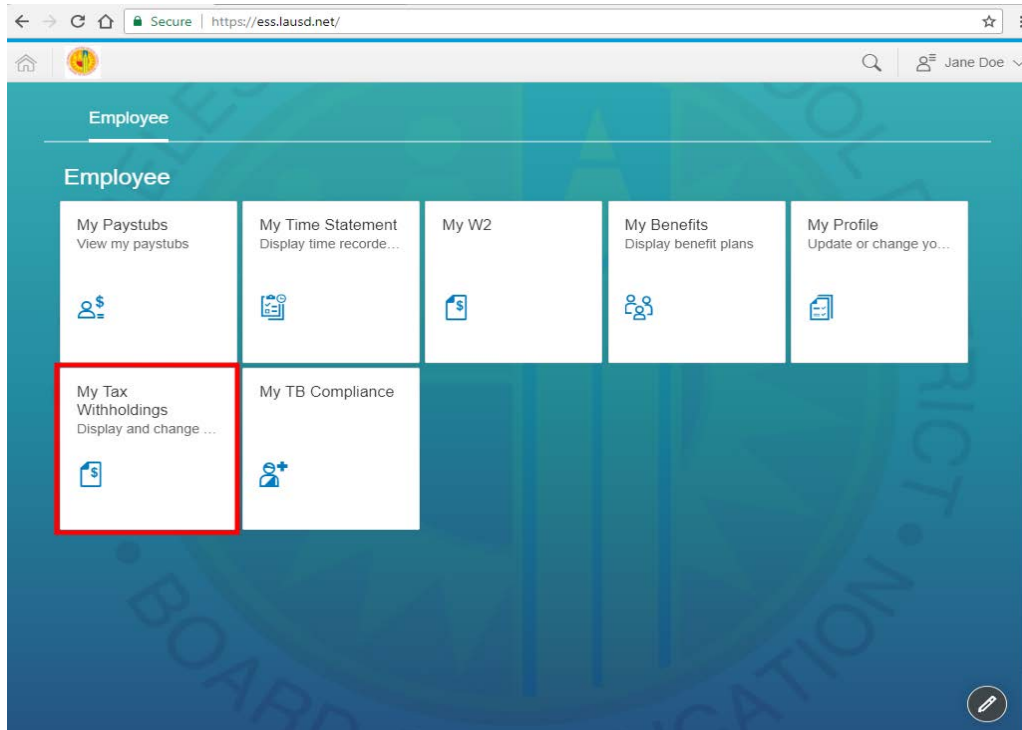 Secure | https://ess.lausd.net/
Jane Doe
Employee
Employee
My Paystubs
View my paystubs
My Time Statement
Display time recorde...
My W2
My Benefits
Display benefit plans
My Profile
Update or change yo...
My Tax
Withholdings
Display and change ...
My TB Compliance
BOARD